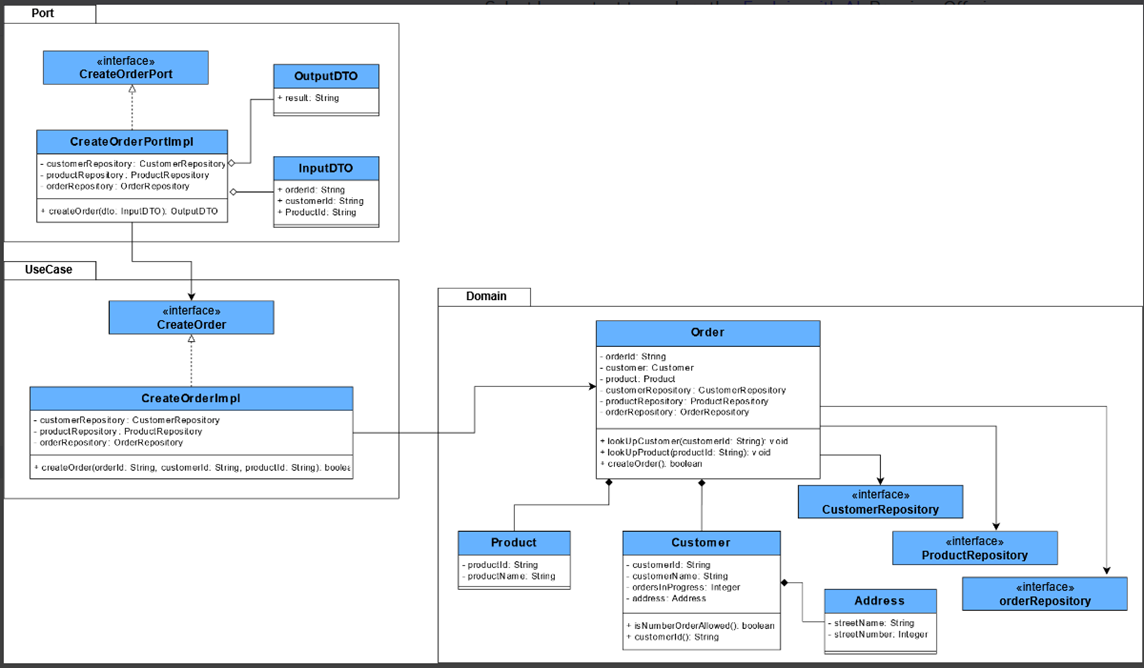 Port
«interface»
CreateOrderPort
OutputDTO
+ result: String
CreateOrderPortImpl
- customerRepository: CustomerRepository
- productRepository: ProductRepository
- orderRepository: OrderRepository
+ createOrder(dto, InputDTO). OutputDTO
InputDTO
+ orderId: String
+ customerId: String
+ ProductId: String
UseCase
«interface»
CreateOrder
CreateOrderImpl
- customerRepository: CustomerRepository
- productRepository: ProductRepository
- orderRepository: OrderRepository
+ createOrder(orderId: String, customerId: String, productId: String): boolea
Domain
Order
- orderId: String
- customer: Customer
- product: Product
- customerRepository: CustomerRepository
- productRepository: ProductRepository
- orderRepository: OrderRepository
+ lookUpCustomer(customerId: String): void
+ lookUpProduct(productId: String): void
+ createOrder(): boolean
«interface»
CustomerRepository
«interface»
ProductRepository
«interface»
orderRepository
Product
- productId: String
- productName: String
Customer
- customerId: String
- customerName: String
- ordersInProgress: Integer
- address: Address
+ isNumberOrderAllowed(): boolean
+ customerId(): String
Address
- streetName: String
- streetNumber: Integer